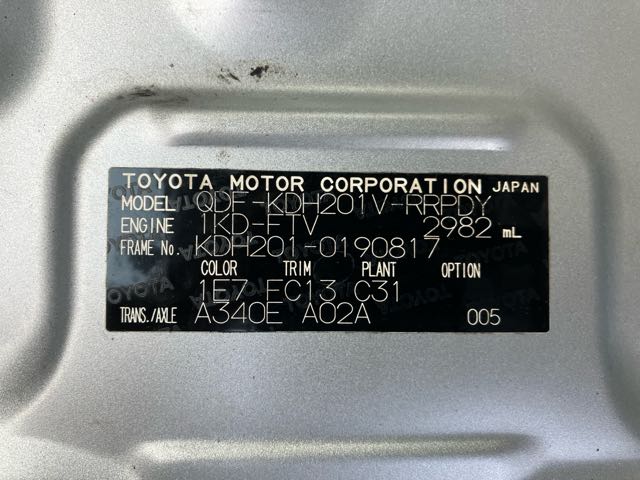 TOYOTA MOTOR CORPORATION JAPAN
MODEL QDF-KDH201V-RRPDY
ENGINE 1KD-FTV 2982 mL
FRAME No. KDH201-0190817
COLOR TRIM PLANT OPTION
1E7 FC13 C31
TRANS./AXLE A340E A02A 005